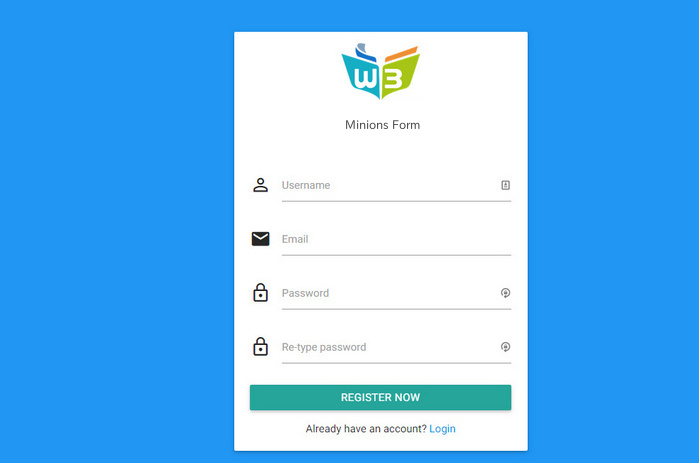 W3
Minions Form
Username
Email
Password
Re-type password
REGISTER NOW
Already have an account? Login